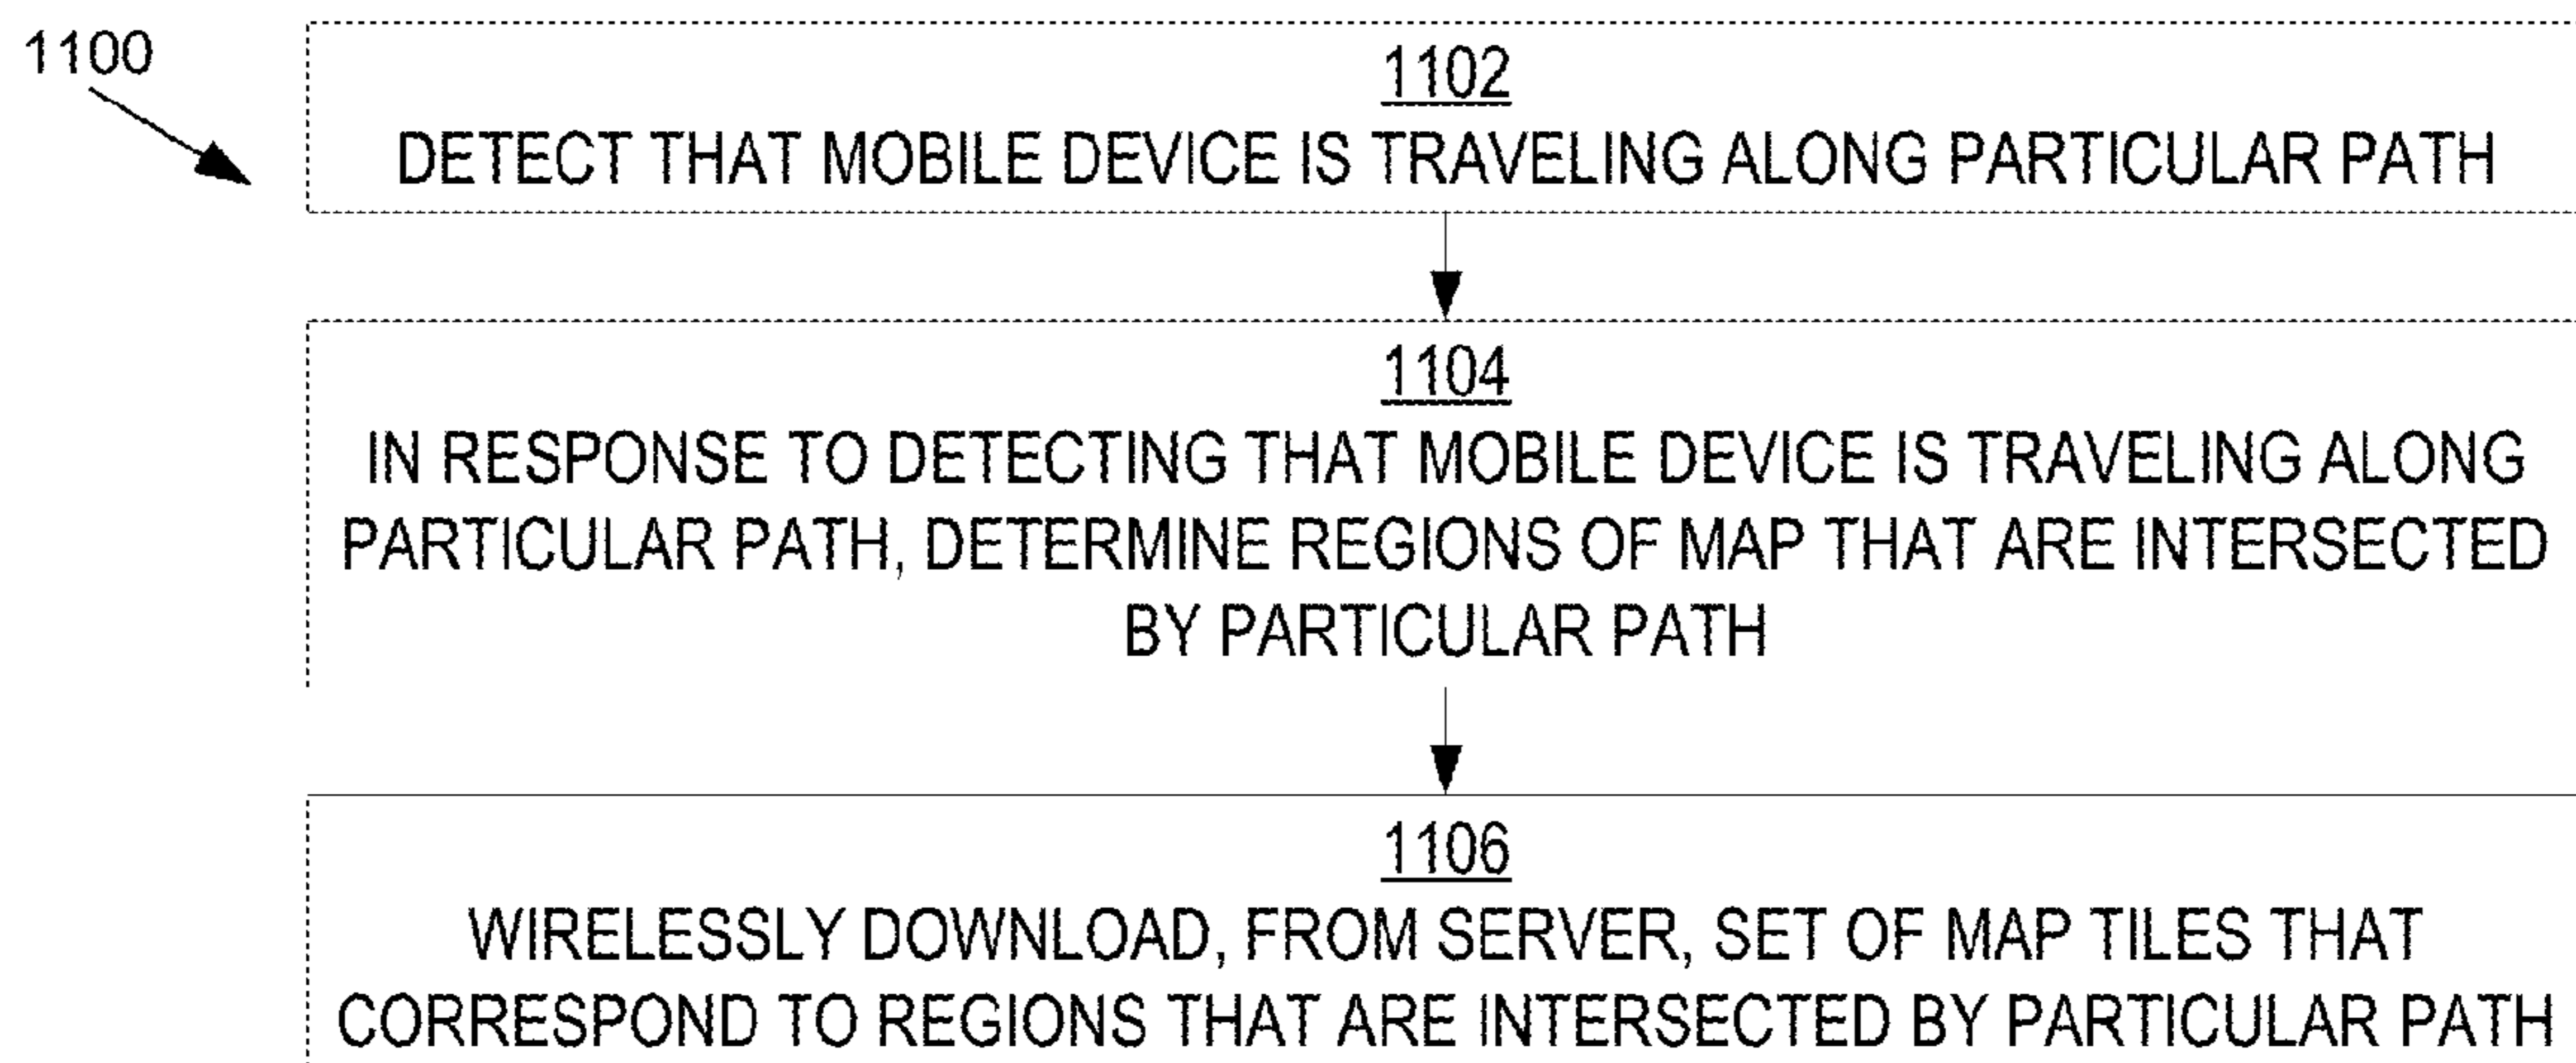 1100
1102
DETECT THAT MOBILE DEVICE IS TRAVELING ALONG PARTICULAR PATH
1104
IN RESPONSE TO DETECTING THAT MOBILE DEVICE IS TRAVELING ALONG
PARTICULAR PATH, DETERMINE REGIONS OF MAP THAT ARE INTERSECTED
BY PARTICULAR PATH
1106
WIRELESSLY DOWNLOAD, FROM SERVER, SET OF MAP TILES THAT
CORRESPOND TO REGIONS THAT ARE INTERSECTED BY PARTICULAR PATH